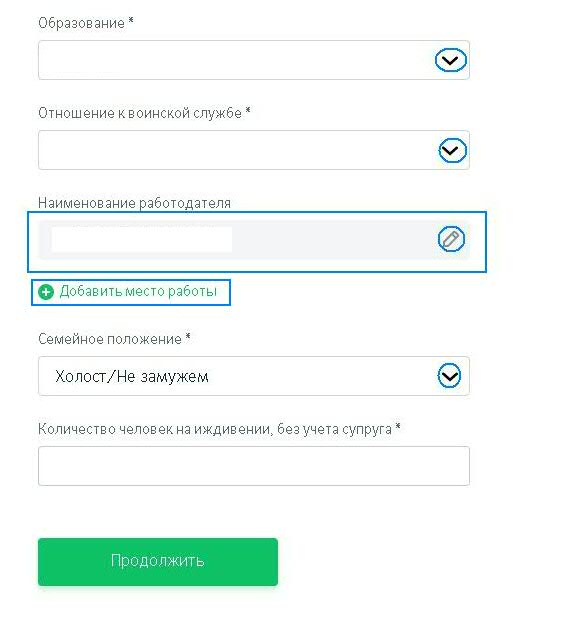 Образование *
Отношение к воинской службе *
Наименование работодателя
Добавить место работы
Семейное положение *
Холост/Не замужем
Количество человек на иждивении, без учета супруга *
Продолжить